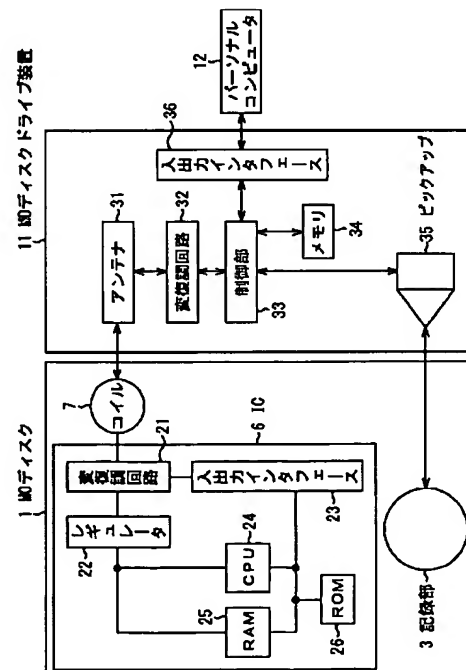 1 MOディスク
7
コイル
6 IC
変復調回路
21
レギュレータ
22
入出力インタフェース
23
CPU
24
RAM
25
ROM
26
3 記録部
11 MOディスクドライブ装置
アンテナ
31
変復調回路
32
制御部
33
メモリ
34
35 ピックアップ
入出力インタフェース
36
パーソナル
コンピュータ
12